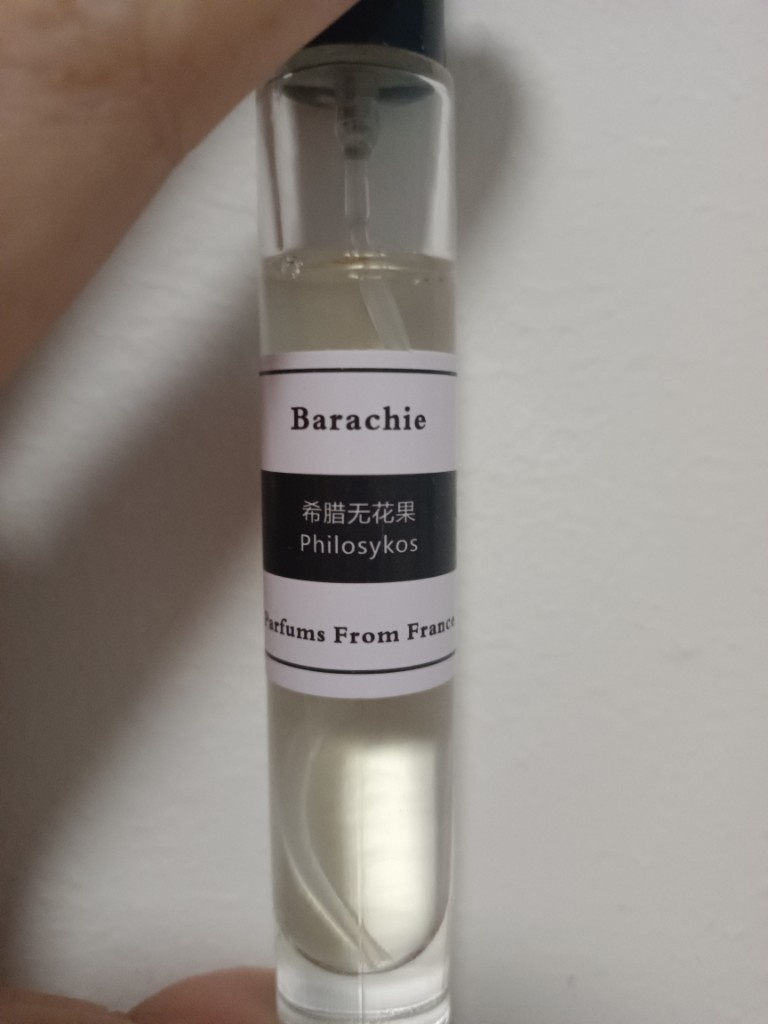 Barachie
希腊无花果
Philosykos
Parfums From France